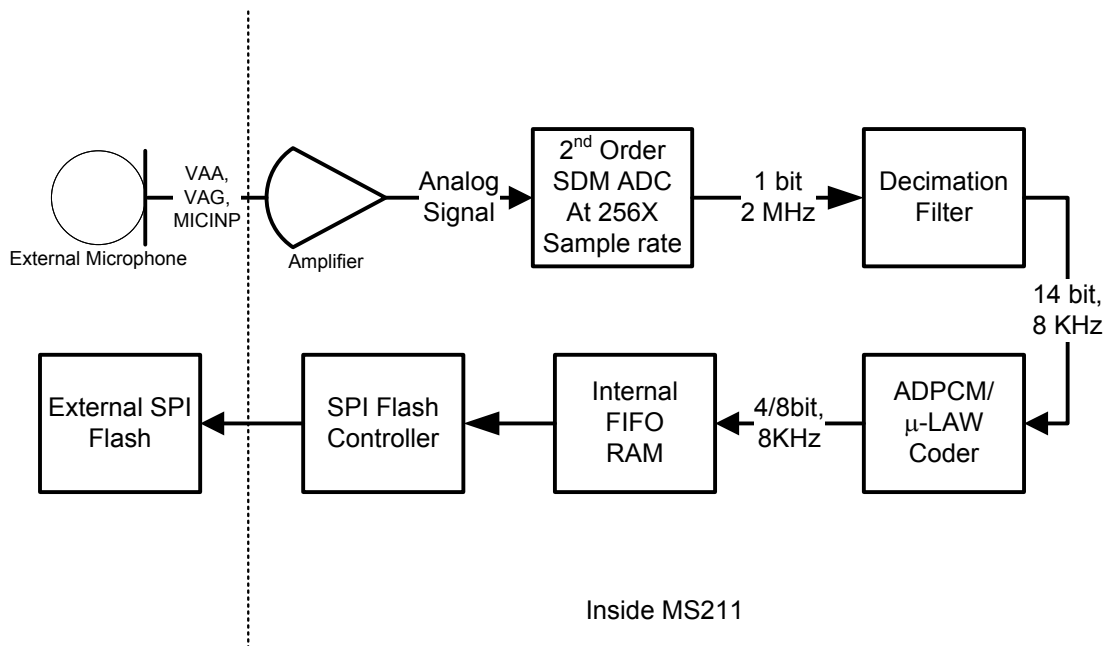 External Microphone
VAA,
VAG,
MICINP
Amplifier
Analog
Signal
2nd Order
SDM ADC
At 256X
Sample rate
1 bit
2 MHz
Decimation
Filter
14 bit,
8 KHz
ADPCM/
μ-LAW
Coder
4/8bit,
8KHz
Internal
FIFO
RAM
SPI Flash
Controller
External SPI
Flash
Inside MS211